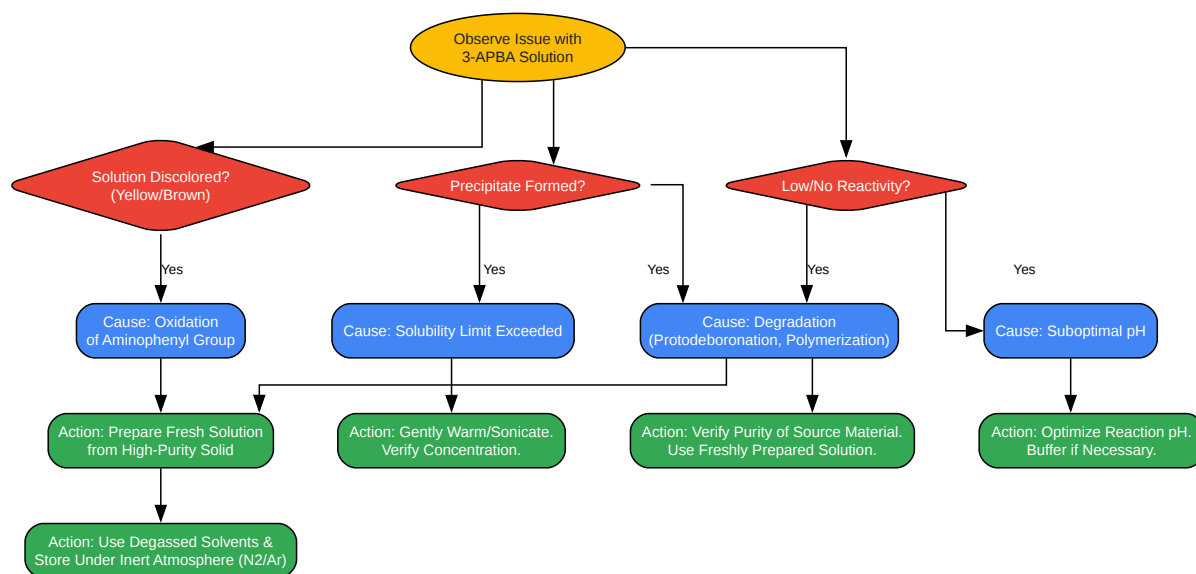 Observe Issue with
3-APBA Solution
Solution Discolored?
(Yellow/Brown)
Precipitate Formed?
Low/No Reactivity?
Yes
Yes
Yes
Yes
Yes
Cause: Oxidation
of Aminophenyl Group
Cause: Solubility Limit Exceeded
Cause: Degradation
(Protodeboronation, Polymerization)
Cause: Suboptimal pH
Action: Prepare Fresh Solution
from High-Purity Solid
Action: Gently Warm/Sonicate.
Verify Concentration.
Action: Verify Purity of Source Material.
Use Freshly Prepared Solution.
Action: Optimize Reaction pH.
Buffer if Necessary.
Action: Use Degassed Solvents &
Store Under Inert Atmosphere (N2/Ar)